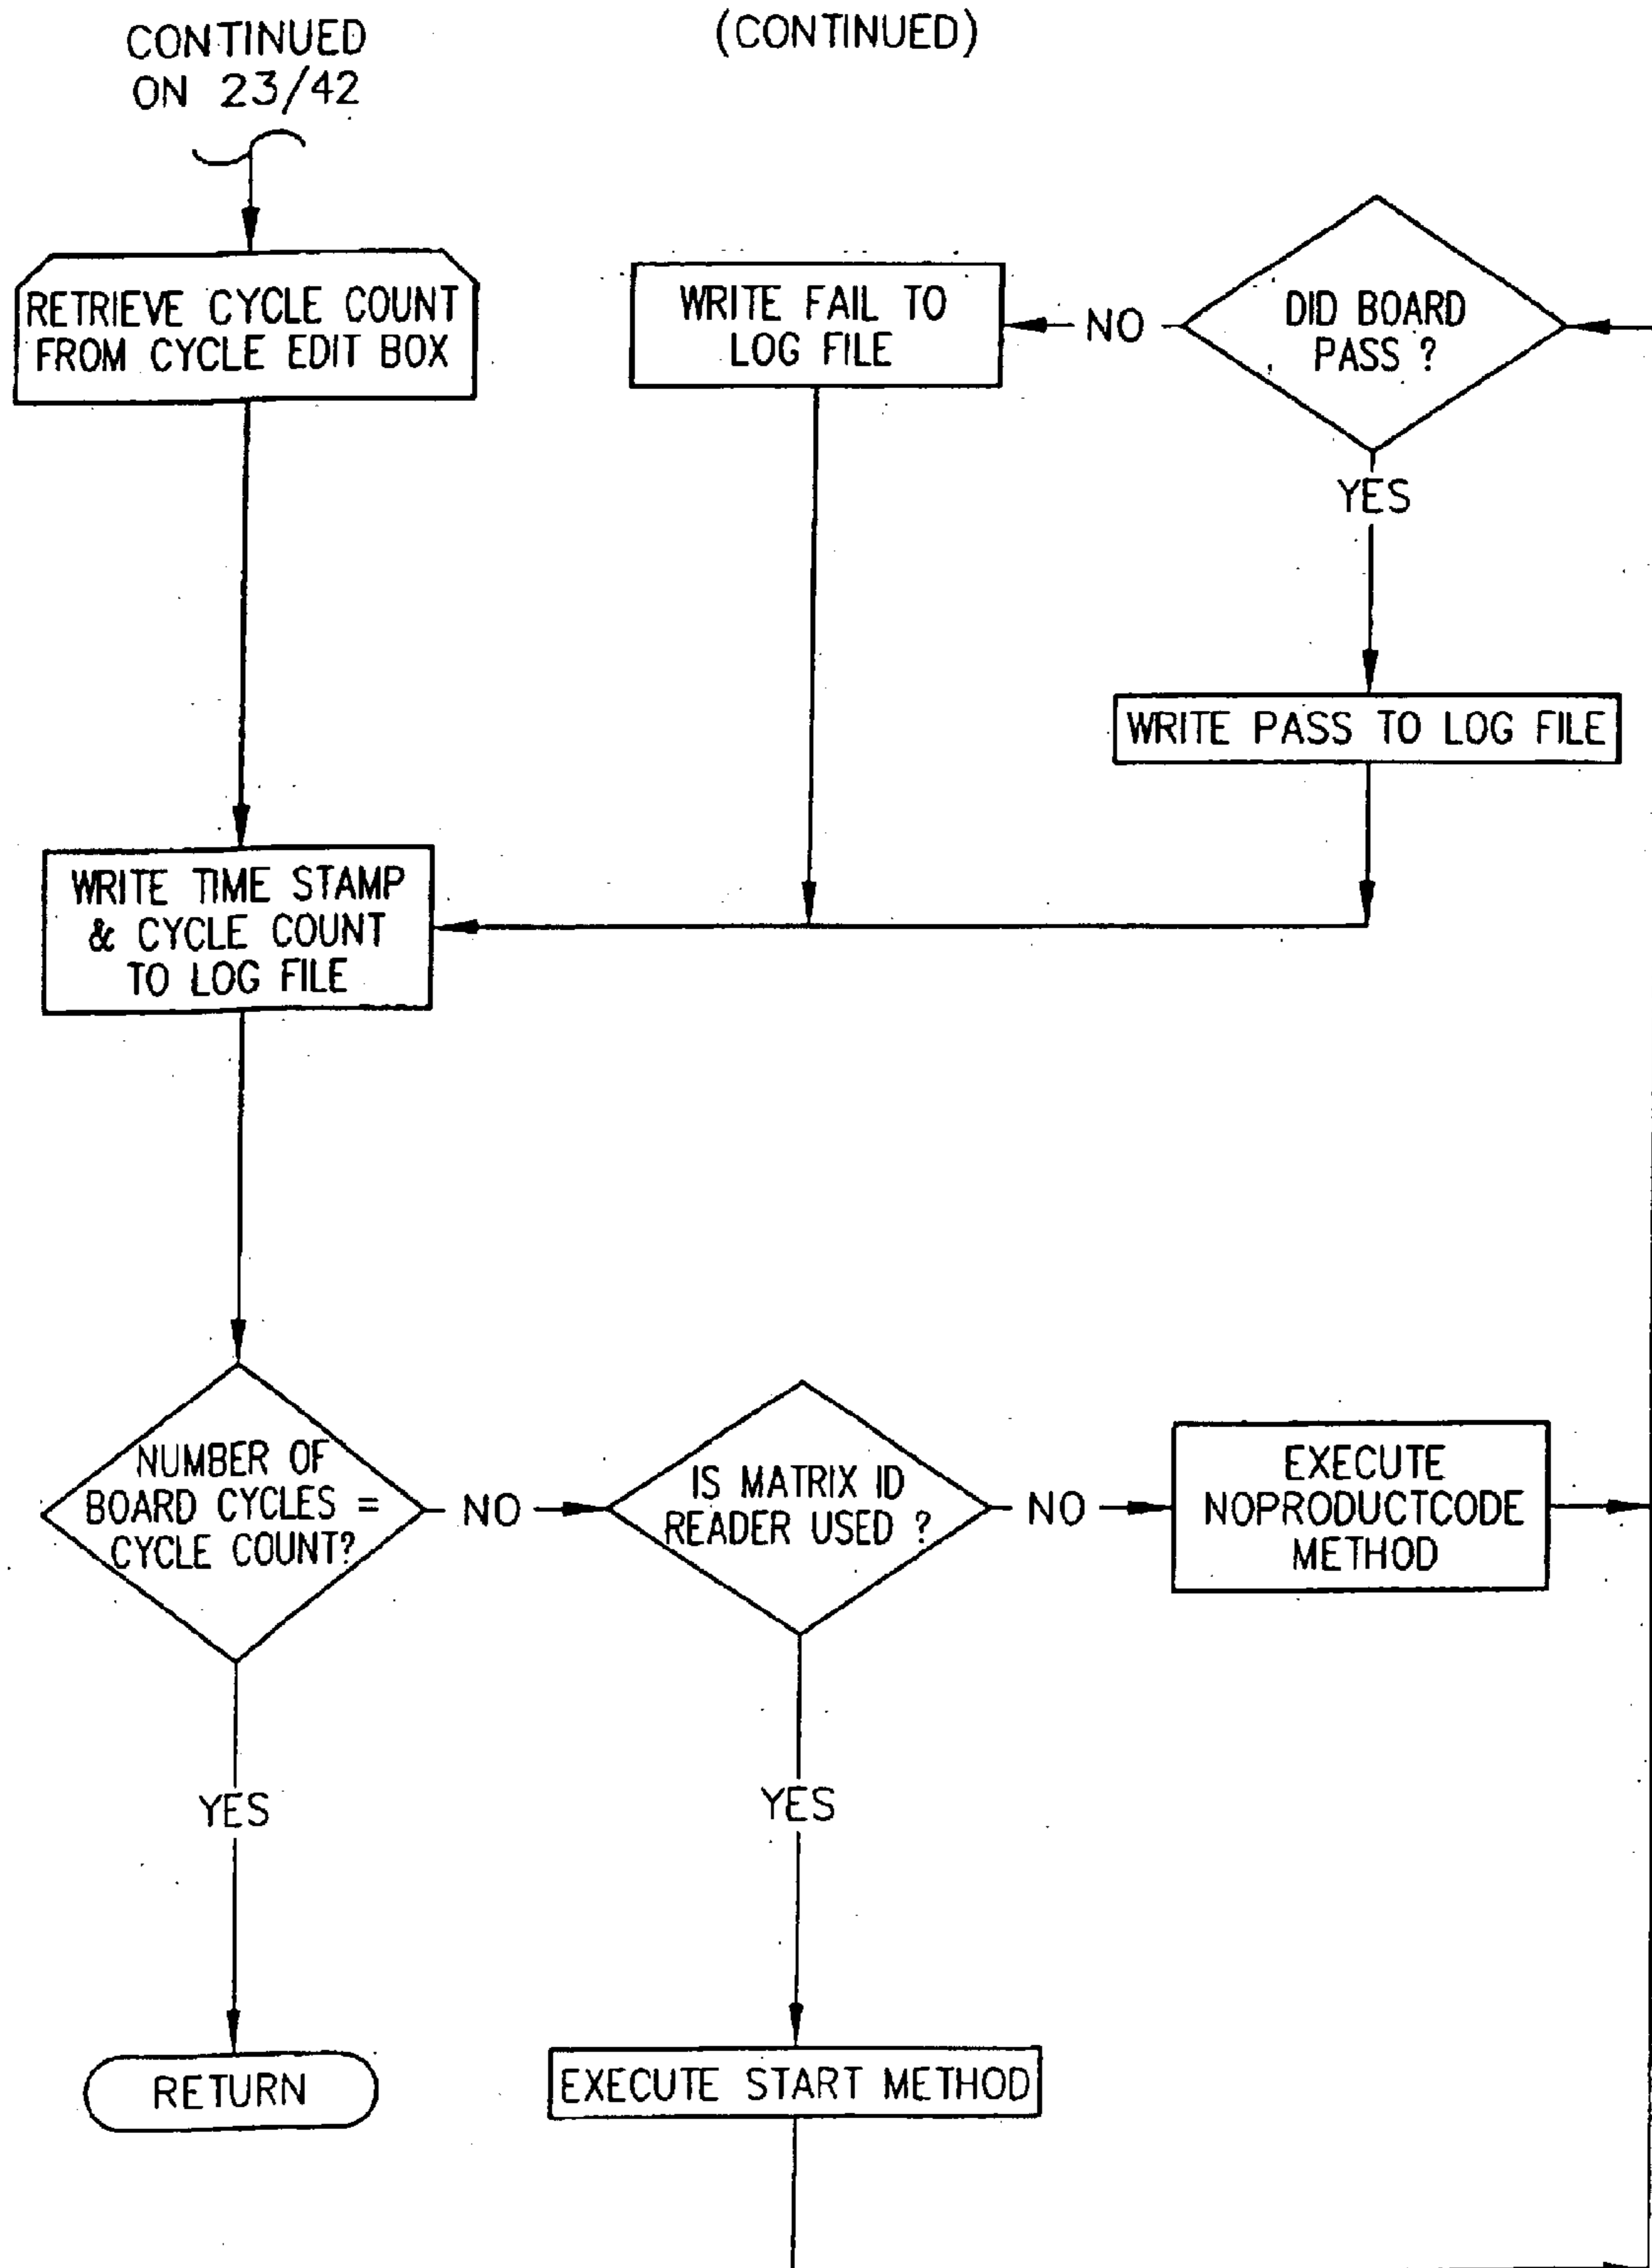 CONTINUED
ON 23/42
(CONTINUED)
RETRIEVE CYCLE COUNT
FROM CYCLE EDIT BOX
WRITE FAIL TO
LOG FILE
NO
DID BOARD
PASS ?
YES
WRITE PASS TO LOG FILE
WRITE TIME STAMP
& CYCLE COUNT
TO LOG FILE
NUMBER OF
BOARD CYCLES =
CYCLE COUNT?
NO
IS MATRIX ID
READER USED ?
NO
EXECUTE
NOPRODUCTCODE
METHOD
YES
YES
RETURN
EXECUTE START METHOD